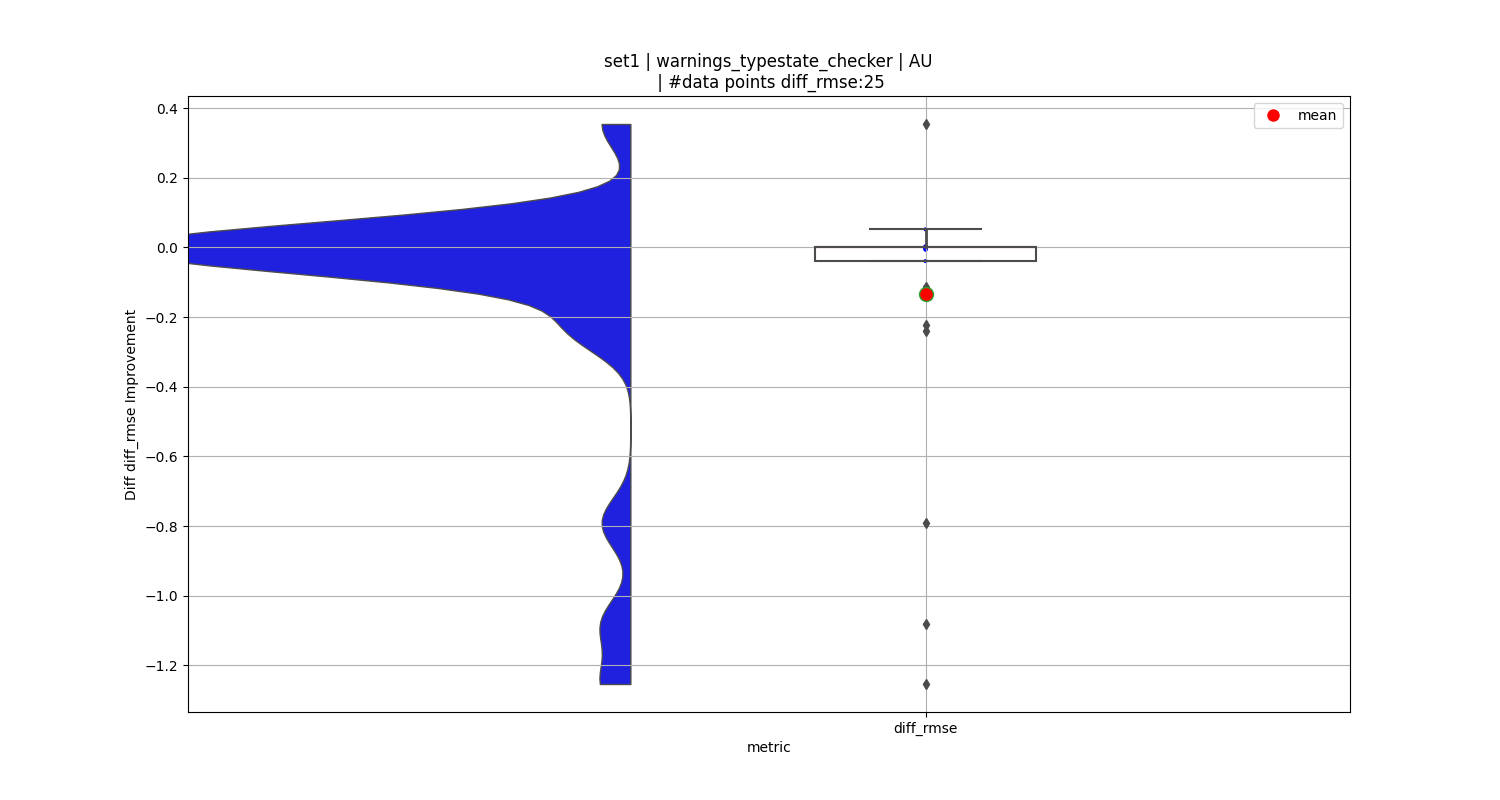 set1 | warnings_typestate_checker | AU
| #data points diff_rmse:25
mean
Diff diff_rmse Improvement
0.4
0.2
0.0
−0.2
−0.4
−0.6
−0.8
−1.0
−1.2
diff_rmse
metric